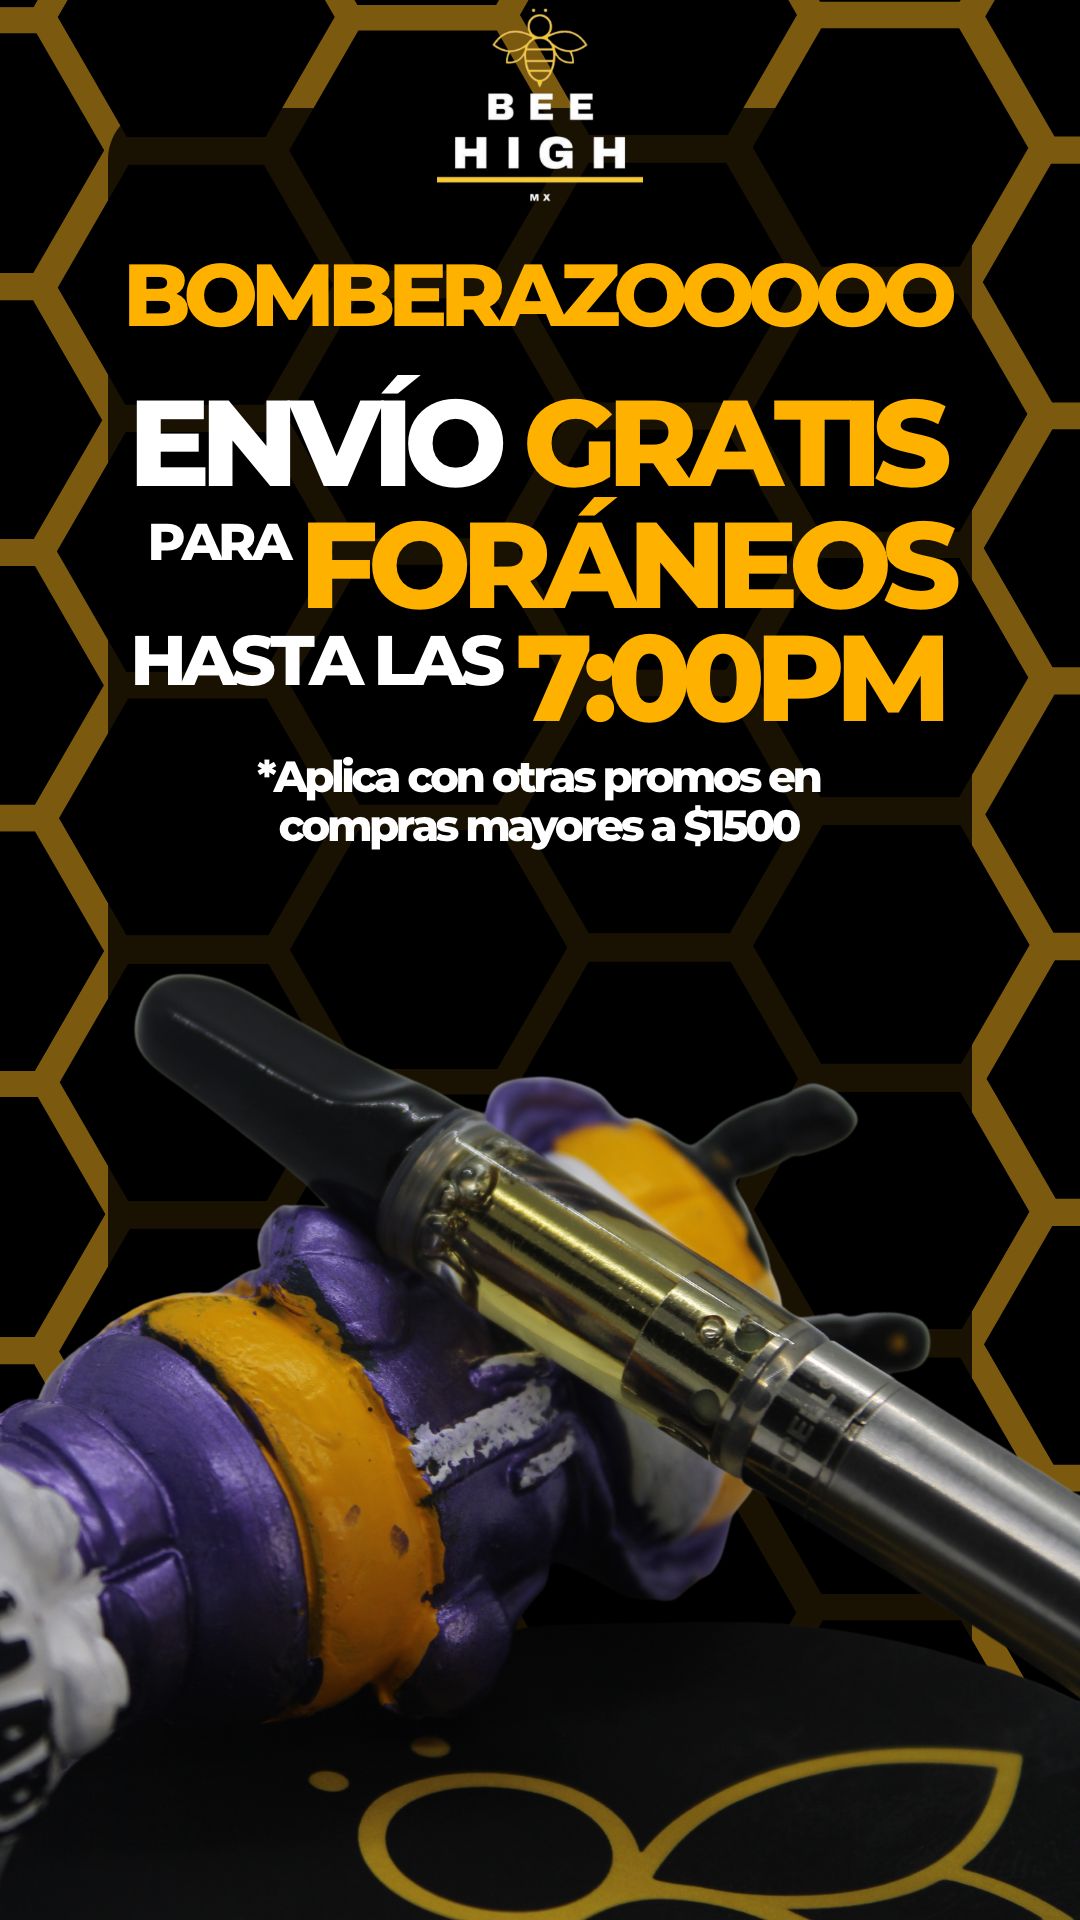 BEE
HIGH
MX
BOMBERAZOOOOO
ENVÍO GRATIS
PARA FORÁNEOS
HASTA LAS 7:00PM
*Aplica con otras promos en
compras mayores a $1500